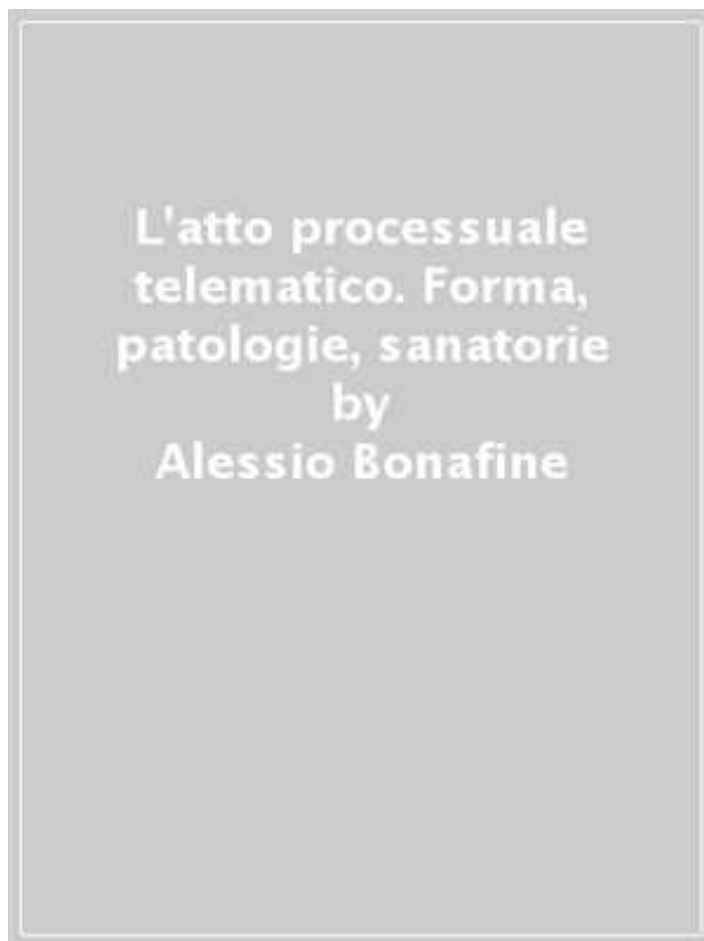 L'atto processuale
telematico. Forma,
patologie, sanatorie
by
Alessio Bonafine